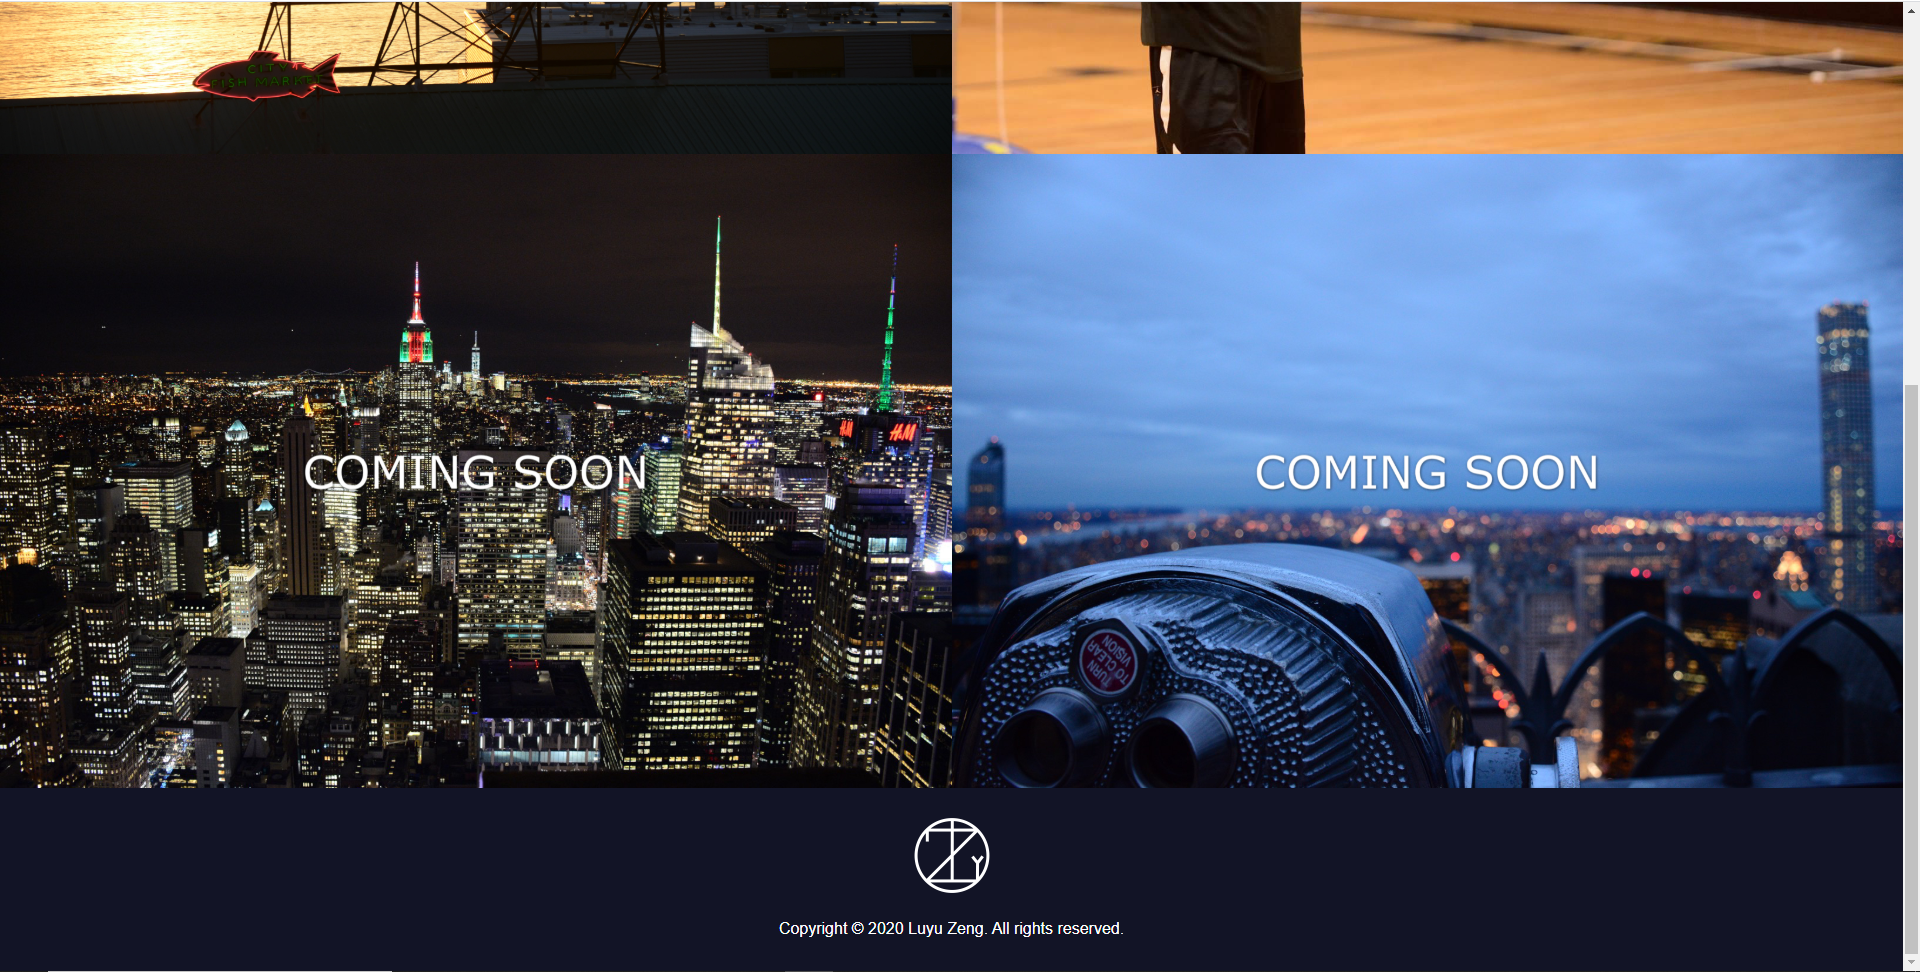 CITY
FISH MARKET
H&M
H&M
COMING SOON
COMING SOON
TURN
TO CLEAR
VISION
Copyright © 2020 Luyu Zeng. All rights reserved.